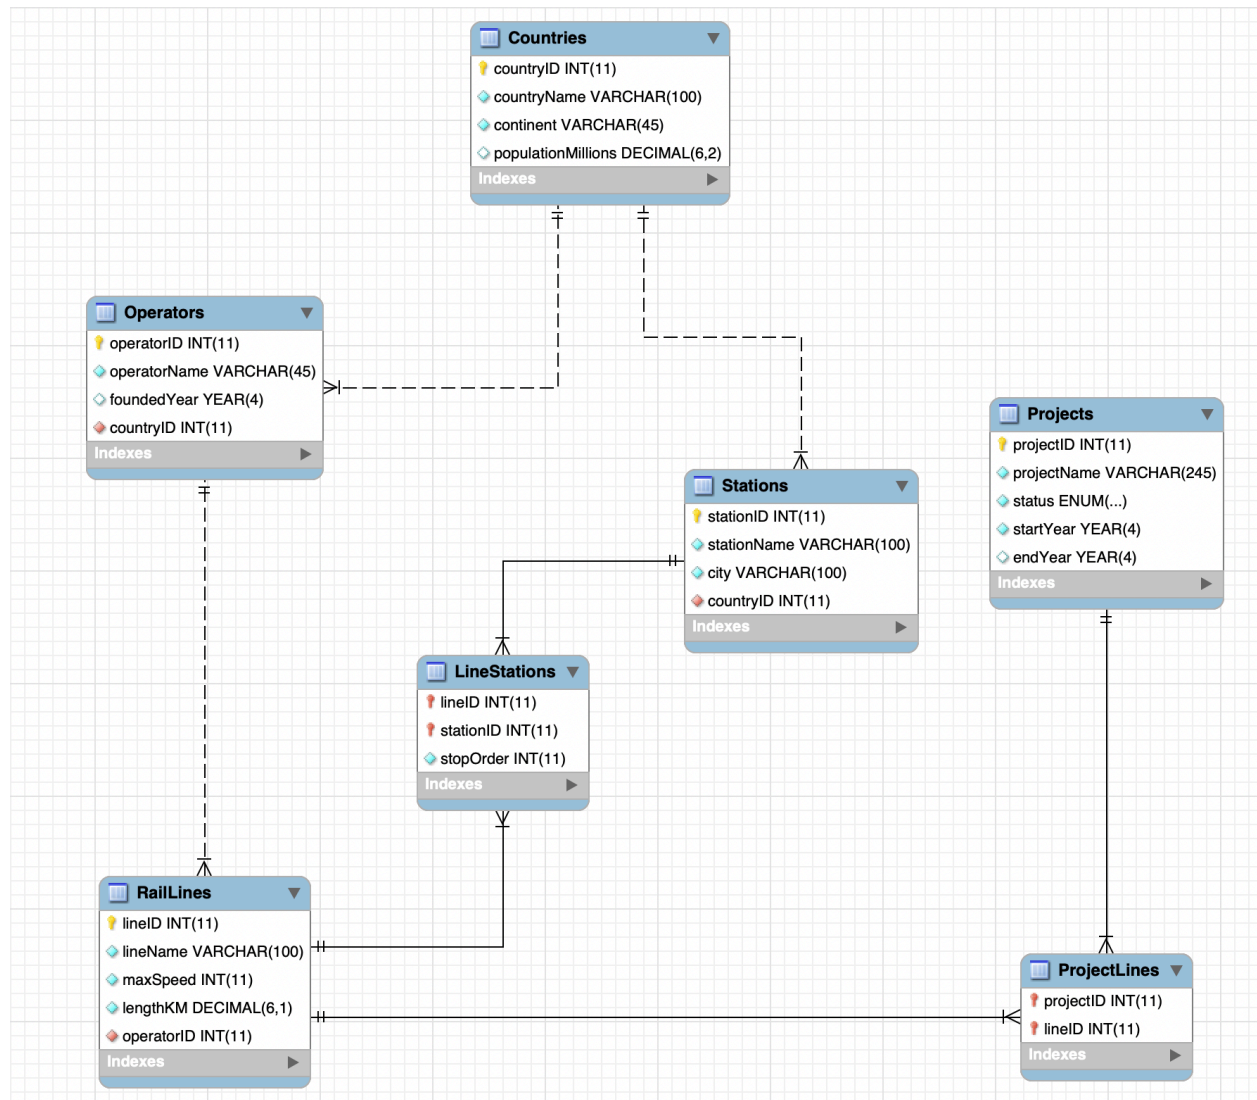 Countries
countryID INT(11)
countryName VARCHAR(100)
continent VARCHAR(45)
populationMillions DECIMAL(6,2)
Indexes
Operators
operatorID INT(11)
operatorName VARCHAR(45)
foundedYear YEAR(4)
countryID INT(11)
Indexes
Projects
projectID INT(11)
projectName VARCHAR(245)
status ENUM(...)
startYear YEAR(4)
endYear YEAR(4)
Indexes
Stations
stationID INT(11)
stationName VARCHAR(100)
city VARCHAR(100)
countryID INT(11)
Indexes
LineStations
lineID INT(11)
stationID INT(11)
stopOrder INT(11)
Indexes
RailLines
lineID INT(11)
lineName VARCHAR(100)
maxSpeed INT(11)
lengthKM DECIMAL(6,1)
operatorID INT(11)
Indexes
ProjectLines
projectID INT(11)
lineID INT(11)
Indexes